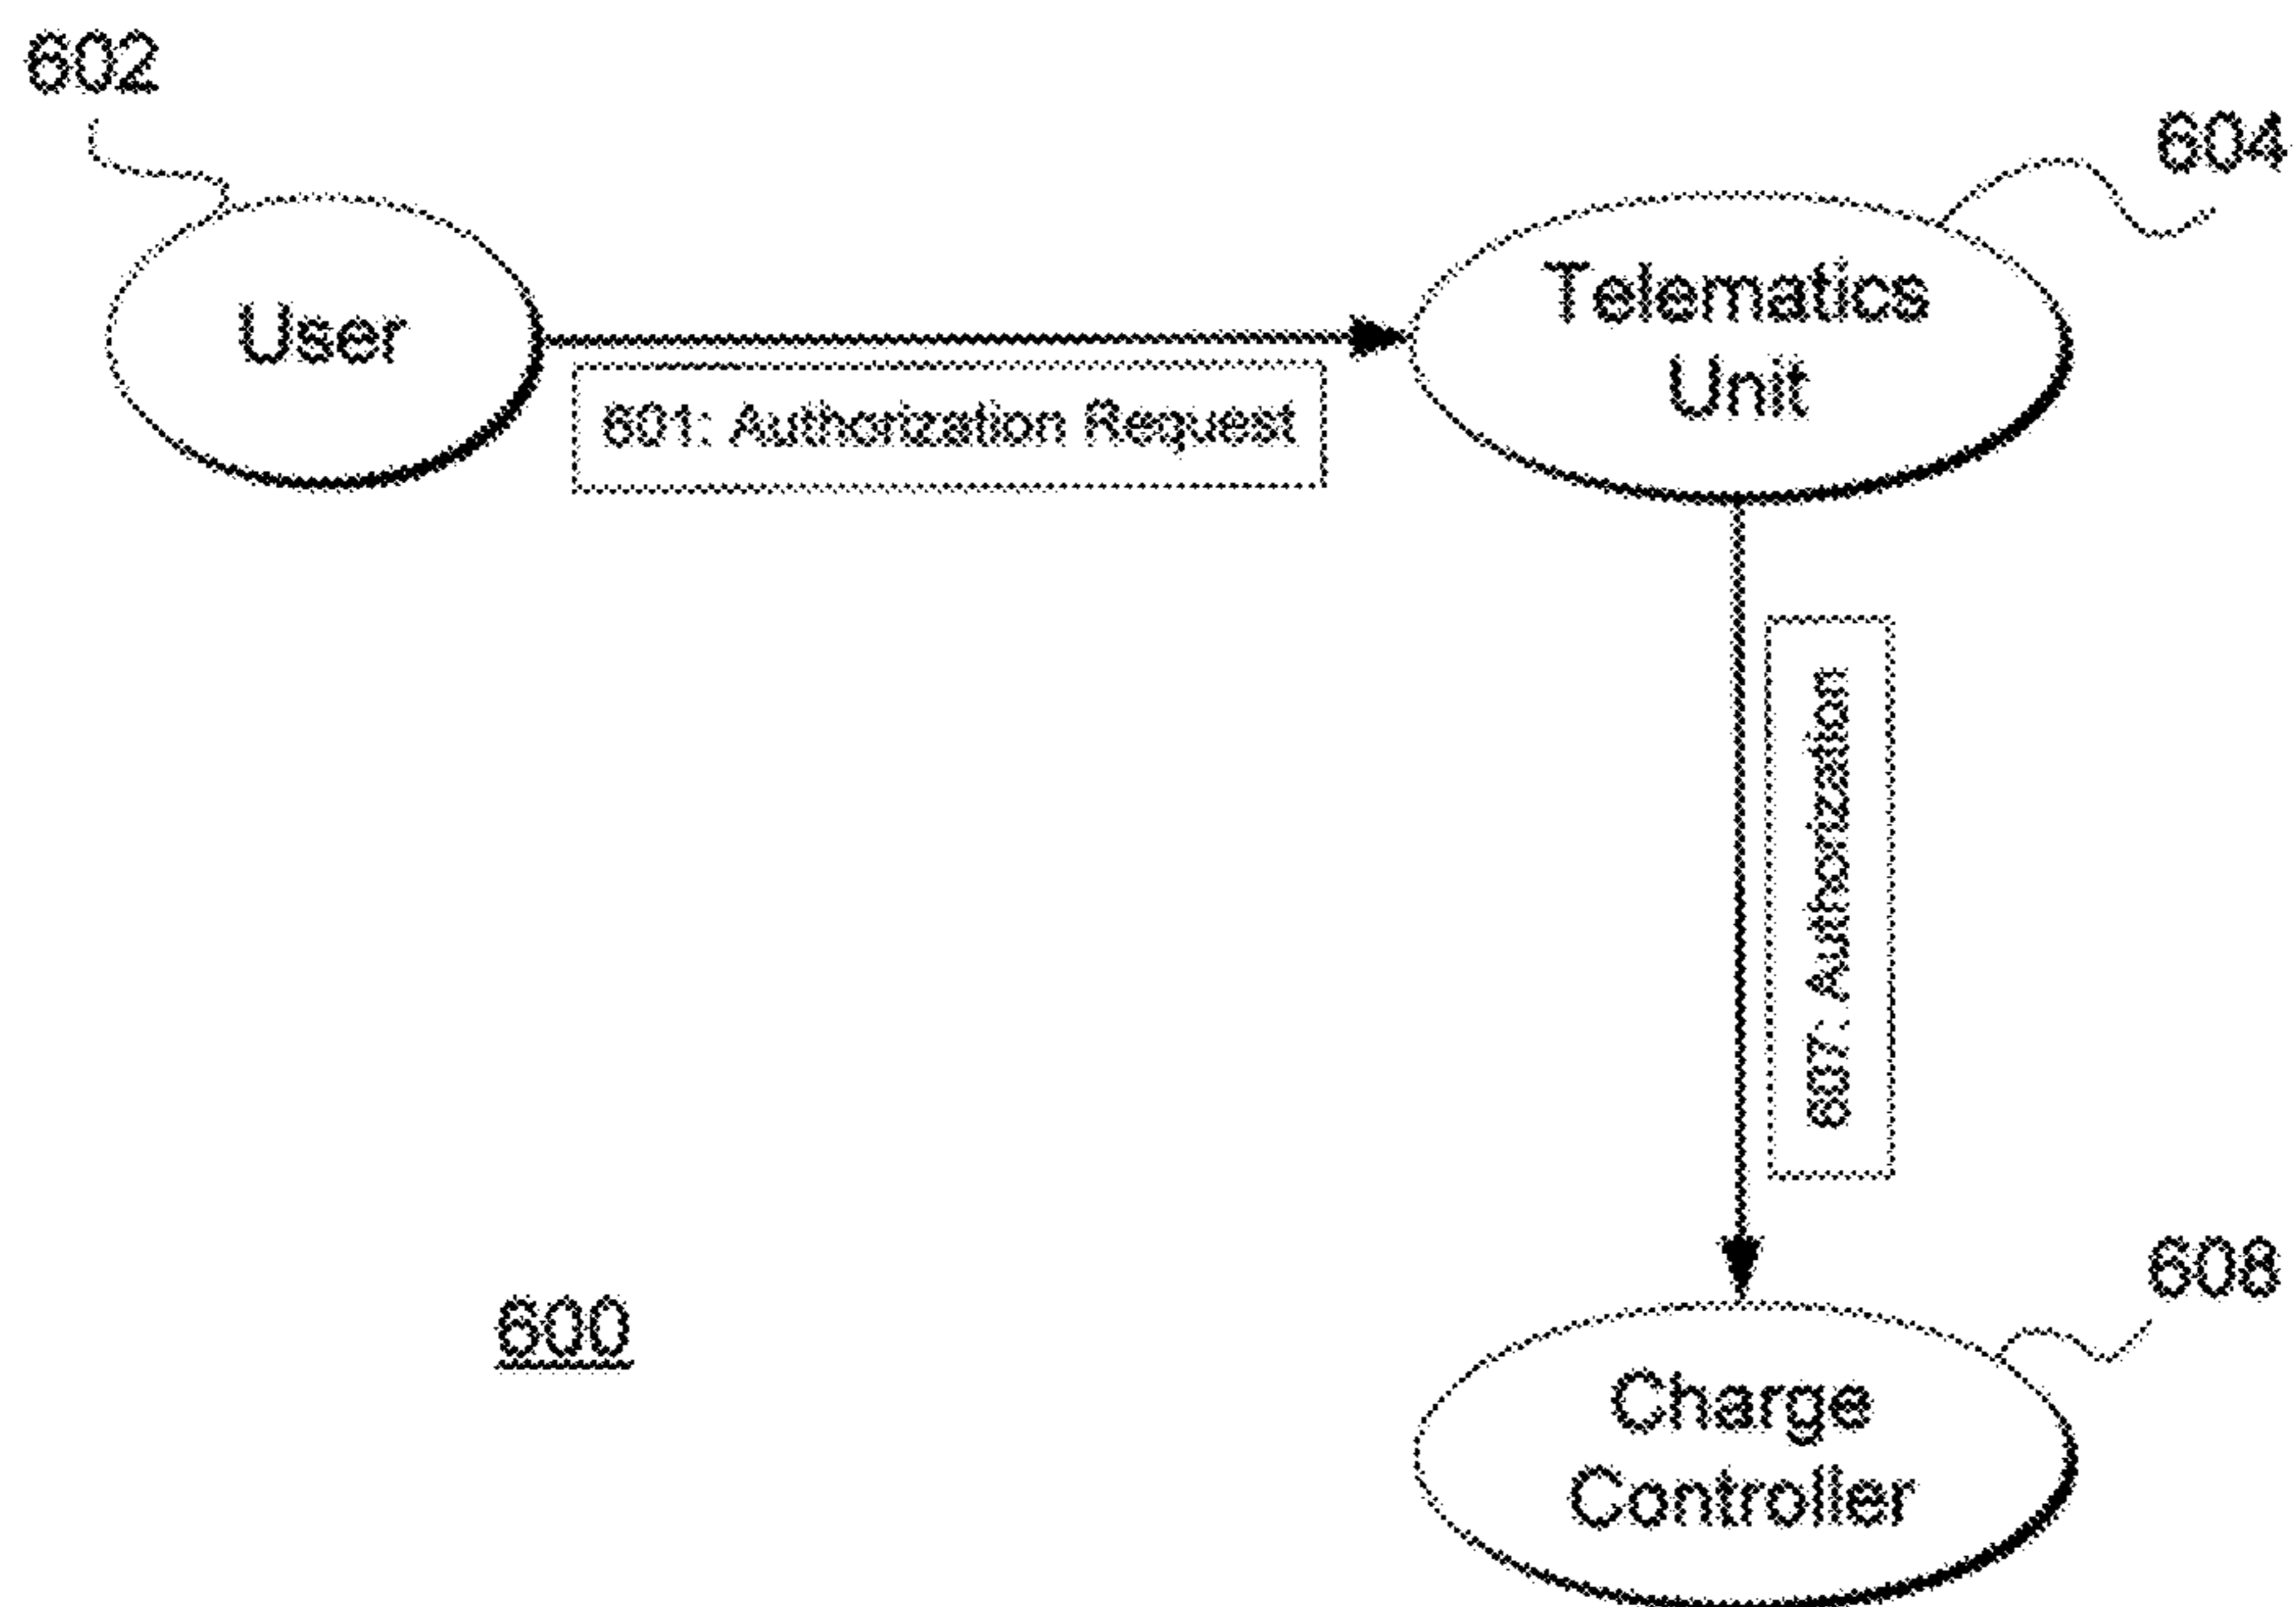 602
604
User
Telematics
Unit
601: Authorization Request
607: Authorization
600
608
Charge
Controller